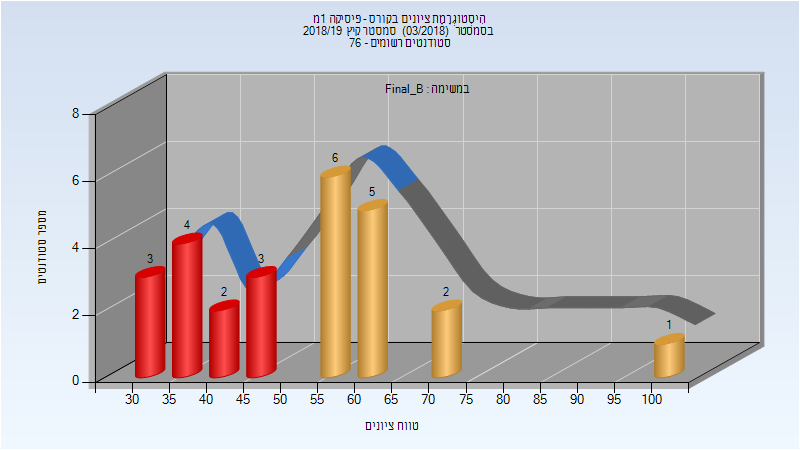 היסטוגרמת ציונים בקורס - פיסיקה 1מ
בסמסטר (03/2018) סמסטר קיץ 2018/19
סטודנטים רשומים - 76
במשימה : Final_B
מספר סטודנטים
8
6
4
2
0
3
4
2
3
6
5
2
1
30 35 40 45 50 55 60 65 70 75 80 85 90 95 100
טווח ציונים